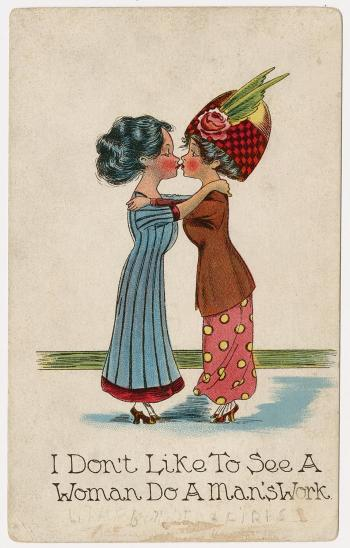 I Don't Like To See A
Woman Do A Man's Work.